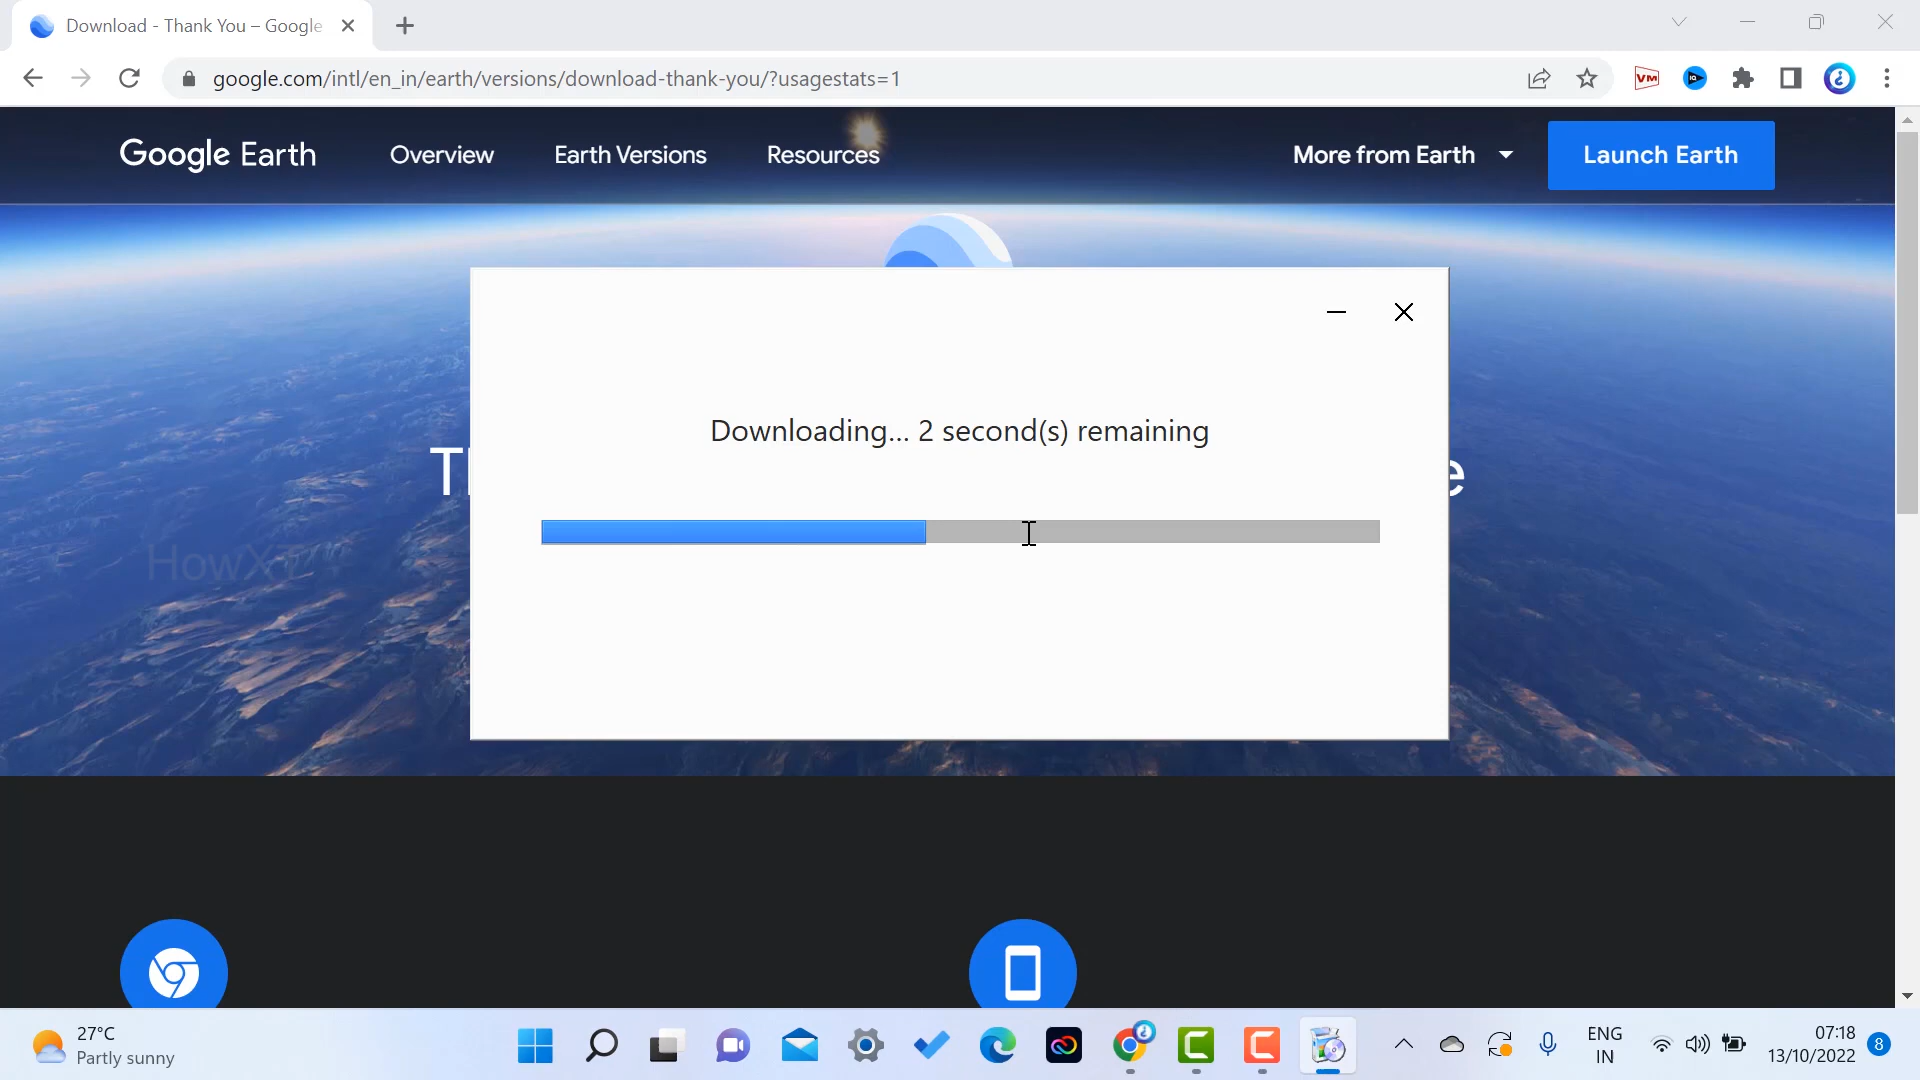 Download - Thank You – Google
google.com/intl/en_in/earth/versions/download-thank-you/?usagestats=1
VM
Google Earth
Overview
Earth Versions
Resources
More from Earth
Launch Earth
Downloading... 2 second(s) remaining
HowX
27°C
Partly sunny
ENG
IN
07:18
13/10/2022
8